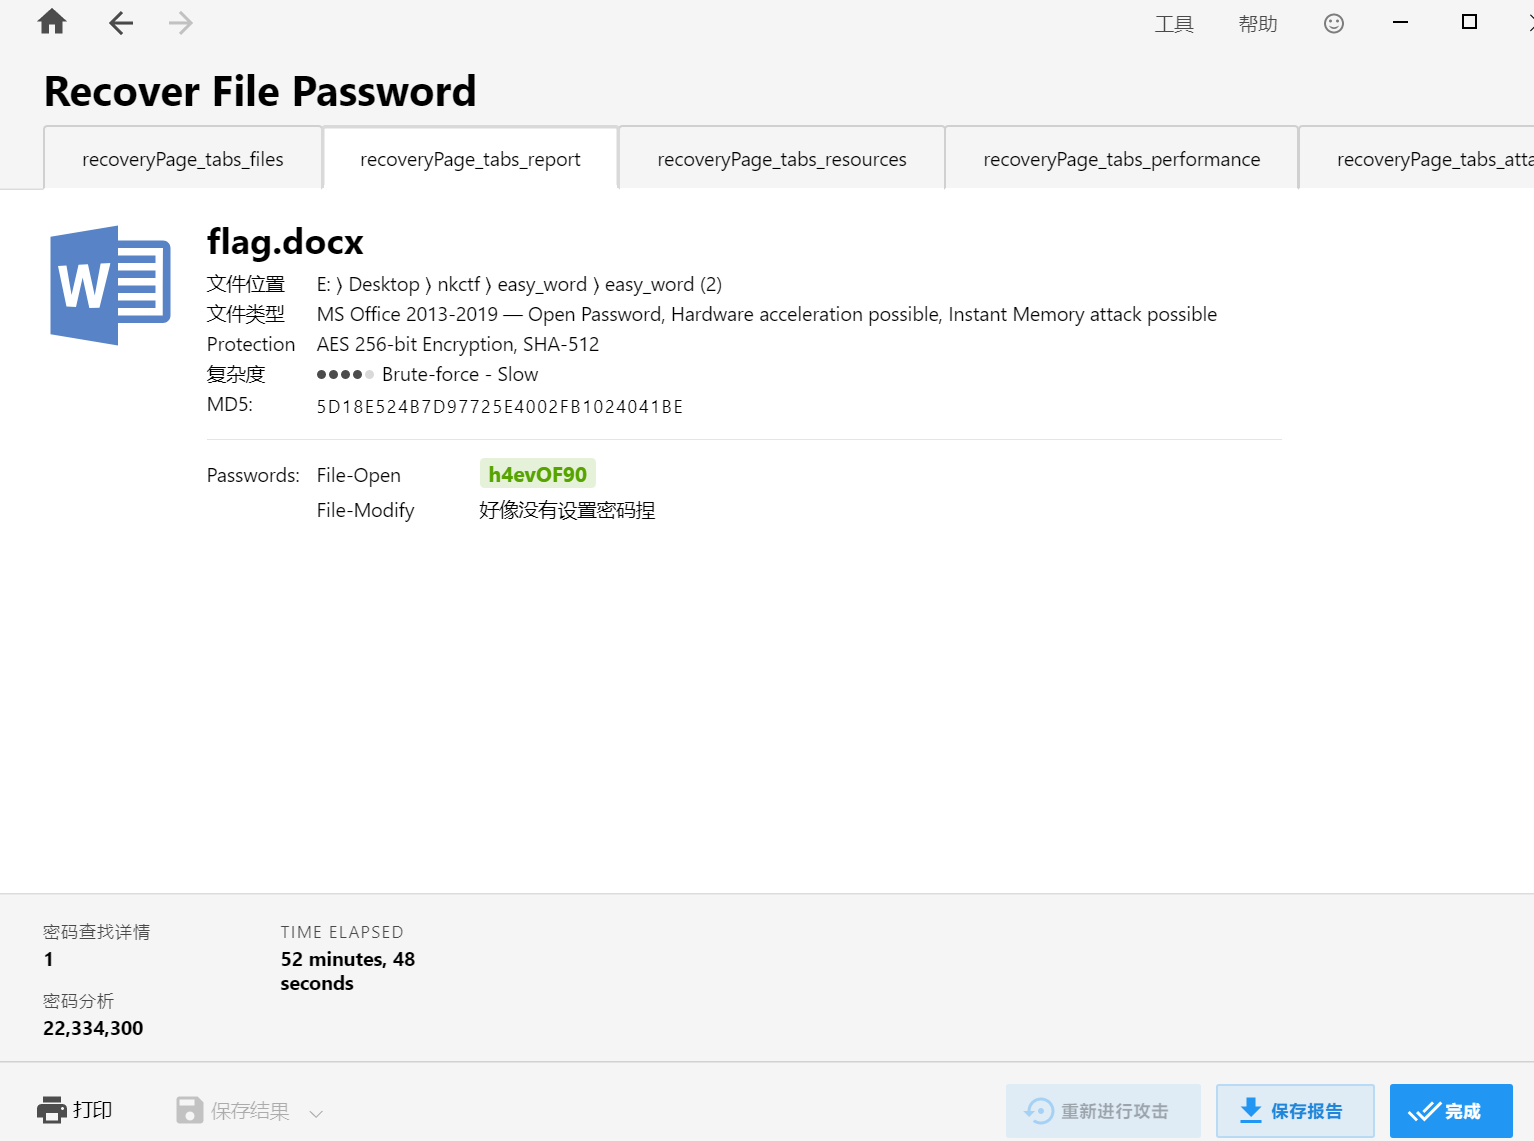 工具 帮助
Recover File Password
recoveryPage_tabs_files recoveryPage_tabs_report recoveryPage_tabs_resources recoveryPage_tabs_performance recoveryPage_tabs_atta
W
flag.docx
文件位置 E: ⟩ Desktop ⟩ nkctf ⟩ easy_word ⟩ easy_word (2)
文件类型 MS Office 2013-2019 — Open Password, Hardware acceleration possible, Instant Memory attack possible
Protection AES 256-bit Encryption, SHA-512
复杂度 Brute-force - Slow
MD5: 5D18E524B7D97725E4002FB1024041BE
Passwords: File-Open h4evOF90
File-Modify 好像没有设置密码捏
密码查找详情
1
密码分析
22,334,300
TIME ELAPSED
52 minutes, 48
seconds
打印 保存结果 重新进行攻击 保存报告 完成